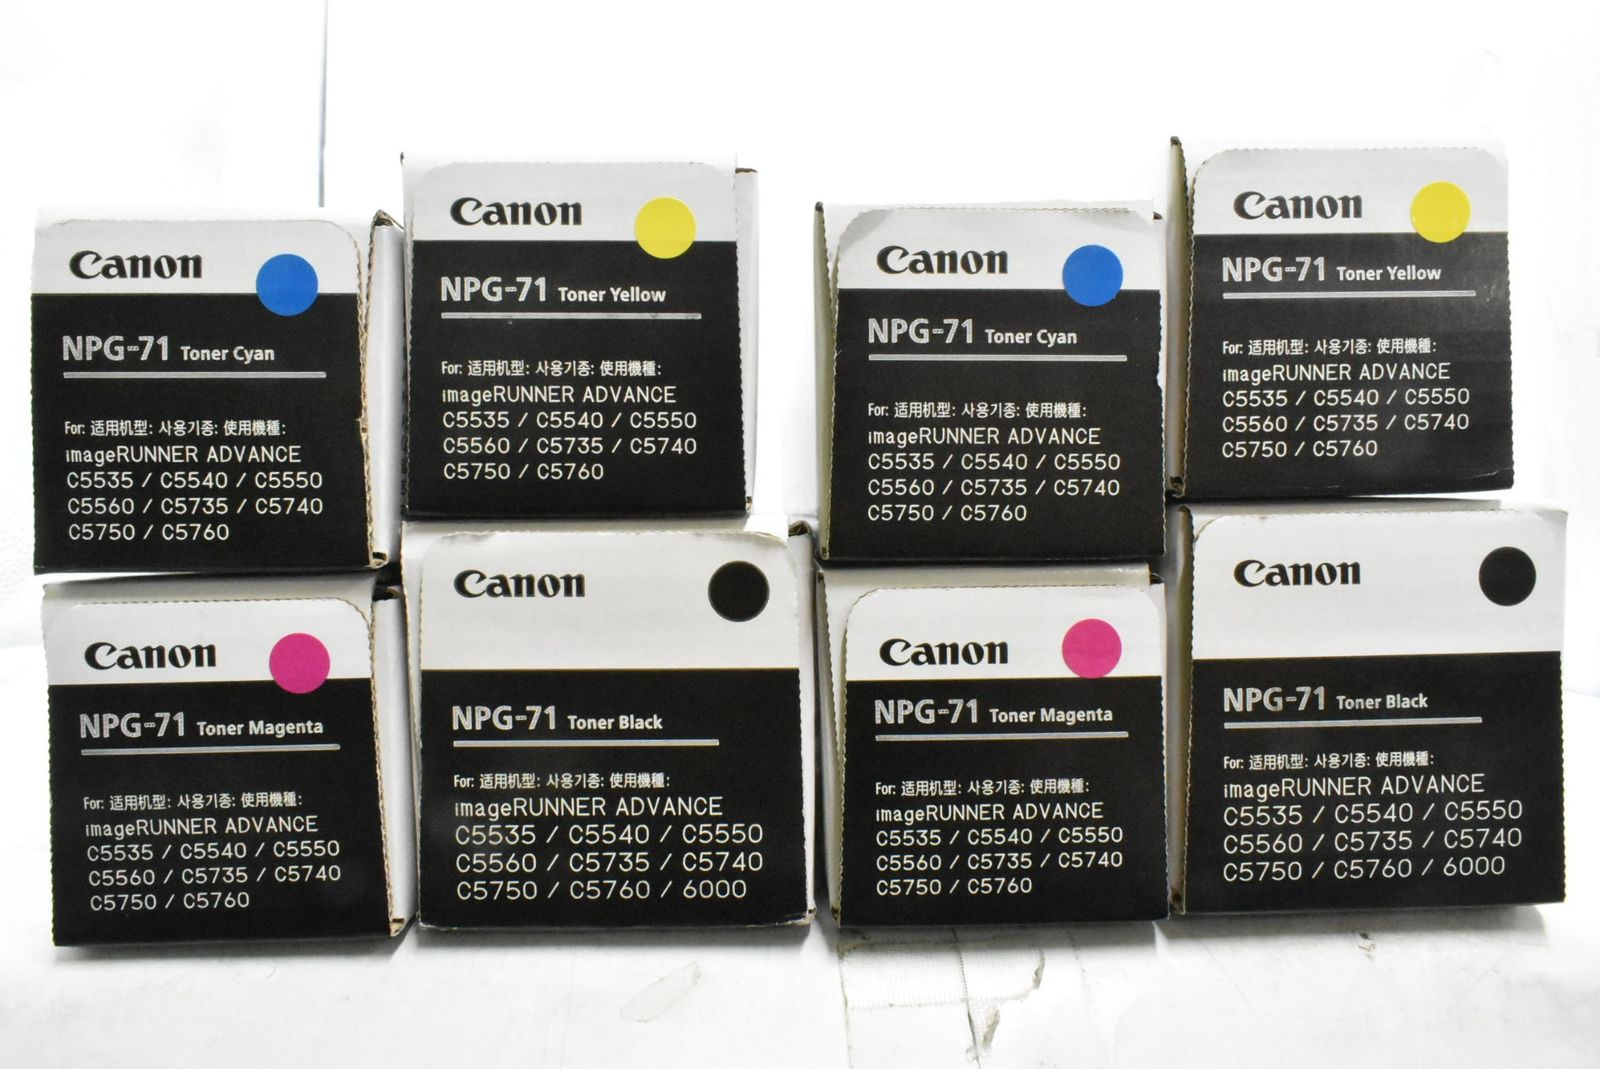 Canon
NPG-71 Toner Cyan
For: 适用机型: 사용기종: 使用機種:
imageRUNNER ADVANCE
C5535 / C5540 / C5550
C5560 / C5735 / C5740
C5750 / C5760
Canon
NPG-71 Toner Yellow
For: 适用机型: 사용기종: 使用機種:
imageRUNNER ADVANCE
C5535 / C5540 / C5550
C5560 / C5735 / C5740
C5750 / C5760
Canon
NPG-71 Toner Cyan
For: 适用机型: 사용기종: 使用機種:
imageRUNNER ADVANCE
C5535 / C5540 / C5550
C5560 / C5735 / C5740
C5750 / C5760
Canon
NPG-71 Toner Yellow
For: 适用机型: 사용기종: 使用機種:
imageRUNNER ADVANCE
C5535 / C5540 / C5550
C5560 / C5735 / C5740
C5750 / C5760
Canon
NPG-71 Toner Magenta
For: 适用机型: 사용기종: 使用機種:
imageRUNNER ADVANCE
C5535 / C5540 / C5550
C5560 / C5735 / C5740
C5750 / C5760
Canon
NPG-71 Toner Black
For: 适用机型: 사용기종: 使用機種:
imageRUNNER ADVANCE
C5535 / C5540 / C5550
C5560 / C5735 / C5740
C5750 / C5760 / 6000
Canon
NPG-71 Toner Magenta
For: 适用机型: 사용기종: 使用機種:
imageRUNNER ADVANCE
C5535 / C5540 / C5550
C5560 / C5735 / C5740
C5750 / C5760
Canon
NPG-71 Toner Black
For: 适用机型: 사용기종: 使用機種:
imageRUNNER ADVANCE
C5535 / C5540 / C5550
C5560 / C5735 / C5740
C5750 / C5760 / 6000